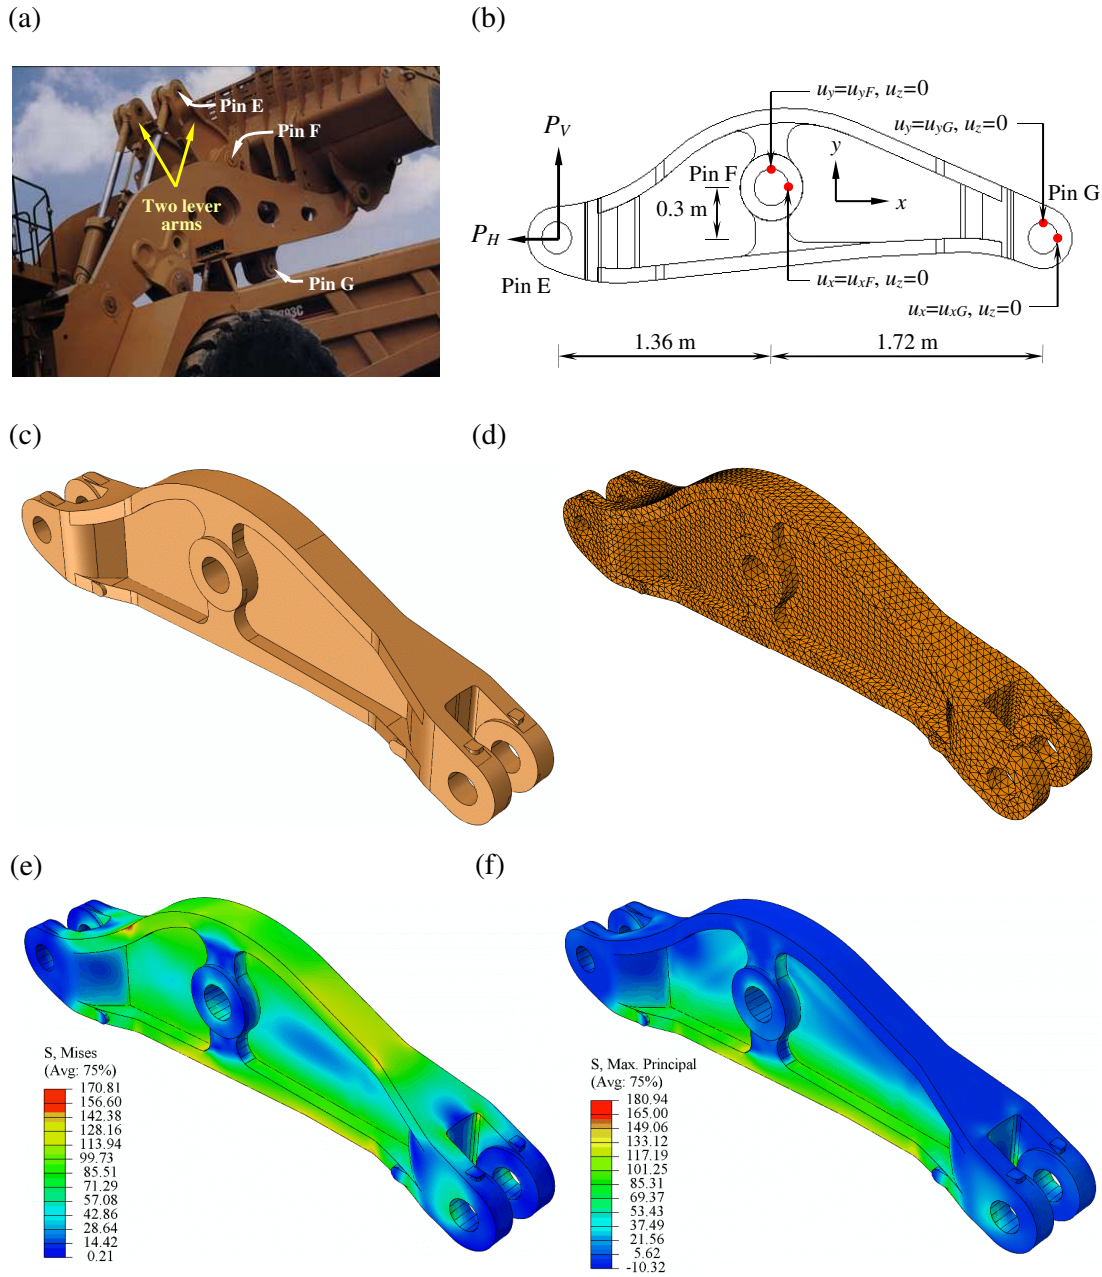 (a)
(b)
Pin E
Pin F
Two lever
arms
Pin G
793C
u_y=u_yF, u_z=0
u_y=u_yG, u_z=0
P_V
y
Pin F
Pin G
0.3 m
x
P_H
Pin E
u_x=u_xF, u_z=0
u_x=u_xG, u_z=0
1.36 m
1.72 m
(c)
(d)
(e)
(f)
S, Mises
(Avg: 75%)
170.81
156.60
142.38
128.16
113.94
99.73
85.51
71.29
57.08
42.86
28.64
14.42
0.21
S, Max. Principal
(Avg: 75%)
180.94
165.00
149.06
133.12
117.19
101.25
85.31
69.37
53.43
37.49
21.56
5.62
-10.32